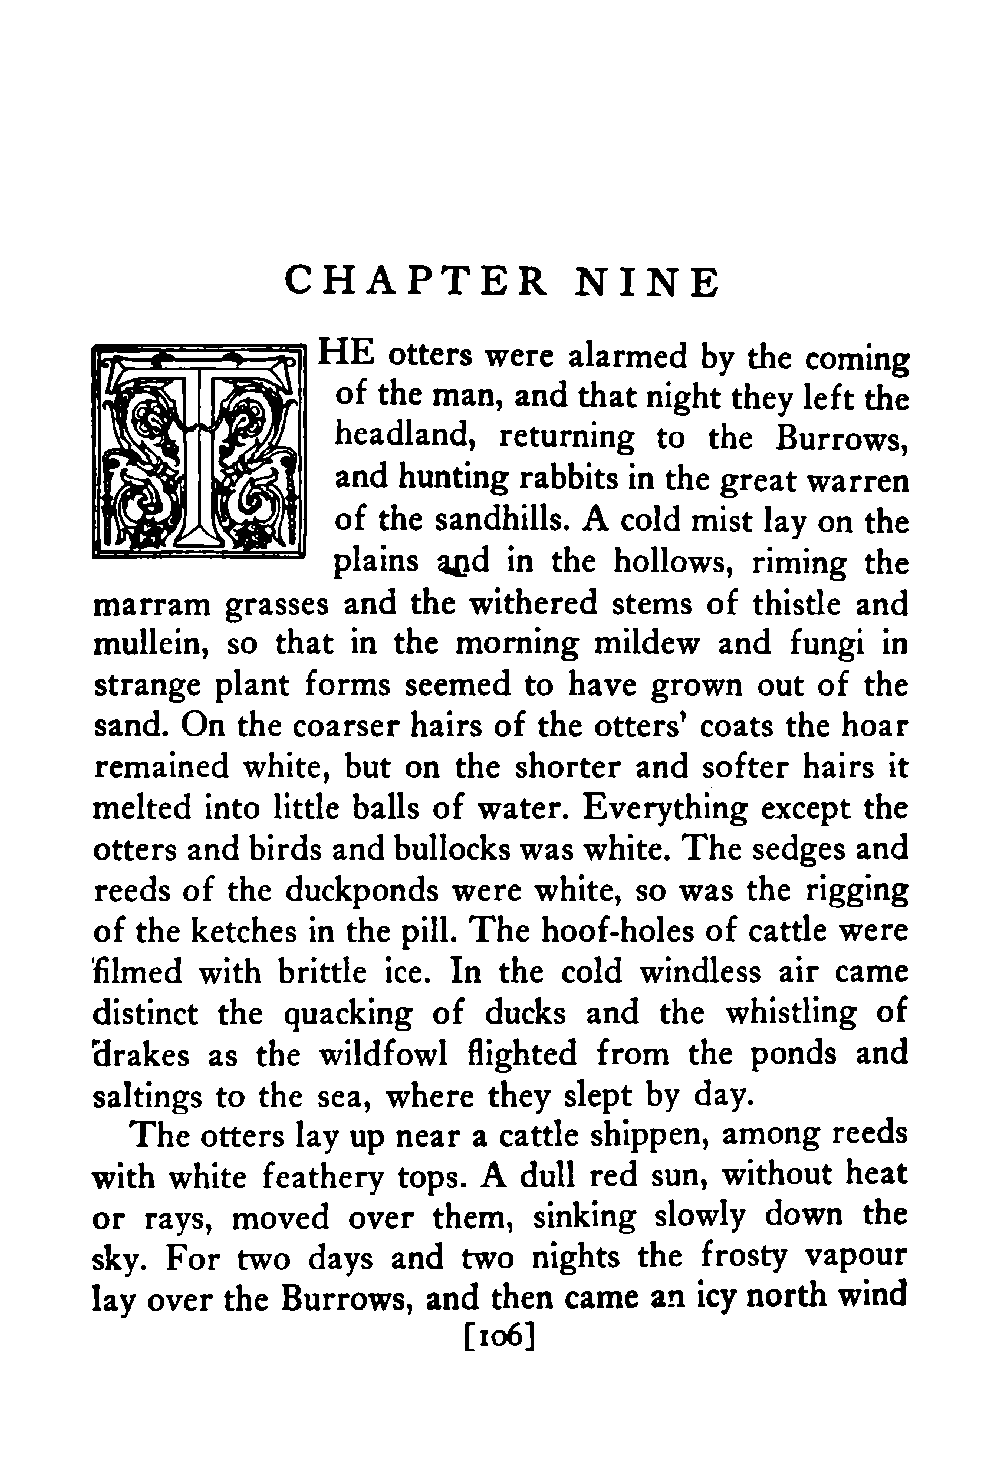 CHAPTER NINE
THE otters were alarmed by the coming
of the man, and that night they left the
headland, returning to the Burrows,
and hunting rabbits in the great warren
of the sandhills. A cold mist lay on the
plains and in the hollows, riming the
marram grasses and the withered stems of thistle and
mullein, so that in the morning mildew and fungi in
strange plant forms seemed to have grown out of the
sand. On the coarser hairs of the otters' coats the hoar
remained white, but on the shorter and softer hairs it
melted into little balls of water. Everything except the
otters and birds and bullocks was white. The sedges and
reeds of the duckponds were white, so was the rigging
of the ketches in the pill. The hoof-holes of cattle were
filmed with brittle ice. In the cold windless air came
distinct the quacking of ducks and the whistling of
drakes as the wildfowl flighted from the ponds and
saltings to the sea, where they slept by day.
The otters lay up near a cattle shippen, among reeds
with white feathery tops. A dull red sun, without heat
or rays, moved over them, sinking slowly down the
sky. For two days and two nights the frosty vapour
lay over the Burrows, and then came an icy north wind
[106]